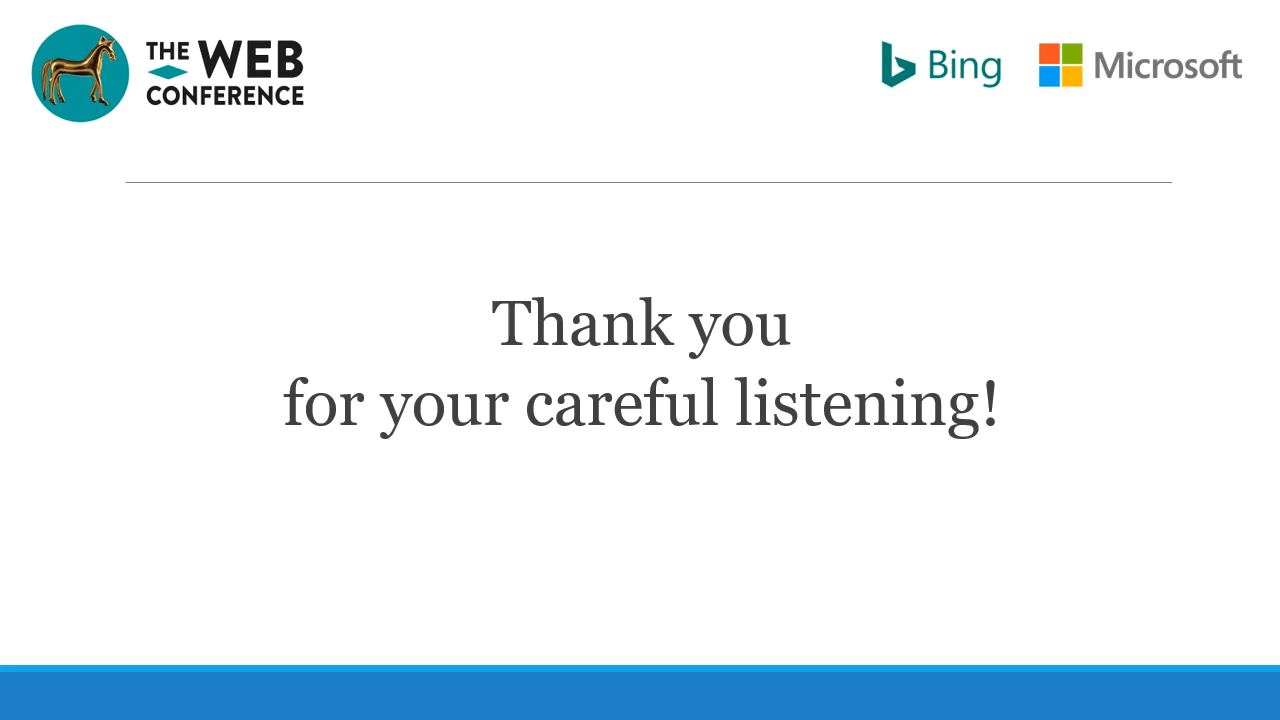 THE WEB
CONFERENCE
Bing
Microsoft
Thank you
for your careful listening!